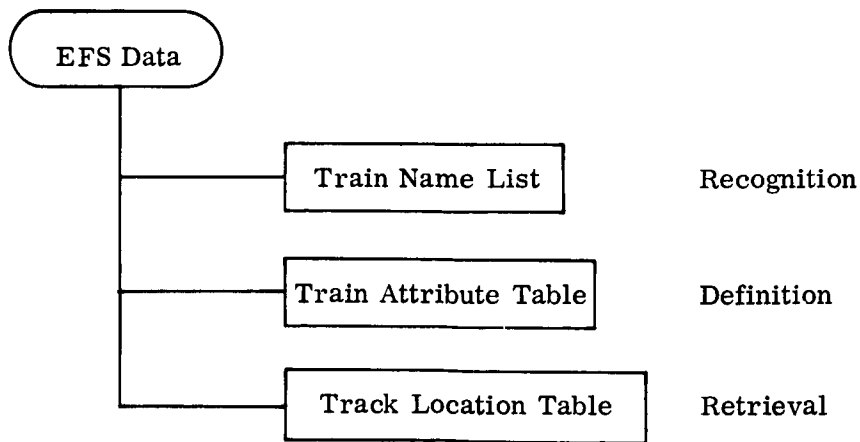 EFS Data
Train Name List Recognition
Train Attribute Table Definition
Track Location Table Retrieval